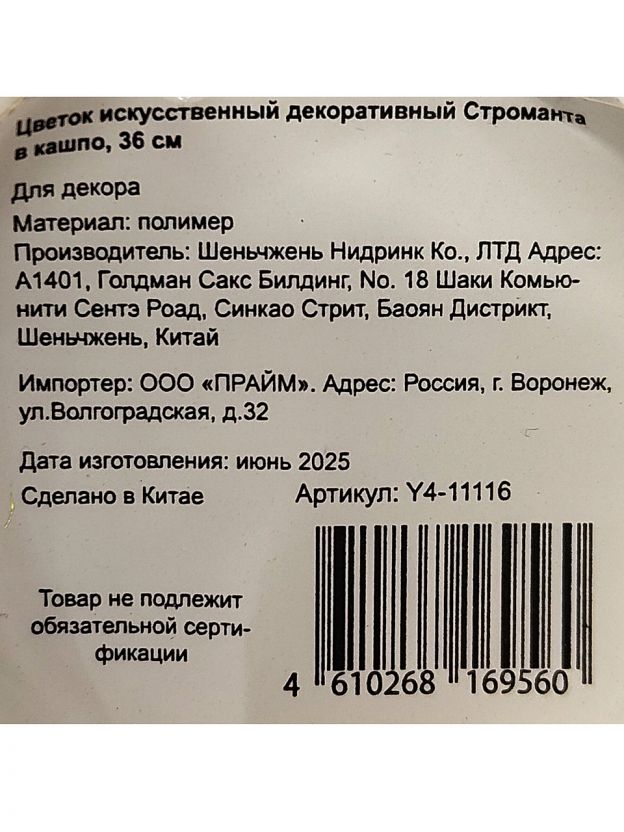 Цветок искусственный декоративный Строманта
в кашпо, 36 см
Для декора
Материал: полимер
Производитель: Шеньчжень Нидринк Ко., ЛТД Адрес:
А1401, Голдман Сакс Билдинг, No. 18 Шаки Комью-
нити Сентэ Роад, Синкао Стрит, Баоян Дистрикт,
Шеньчжень, Китай
Импортер: ООО «ПРАЙМ». Адрес: Россия, г. Воронеж,
ул.Волгоградская, д.32
Дата изготовления: июнь 2025
Сделано в Китае Артикул: Y4-11116
Товар не подлежит
обязательной серти-
фикации
4 610268 169560